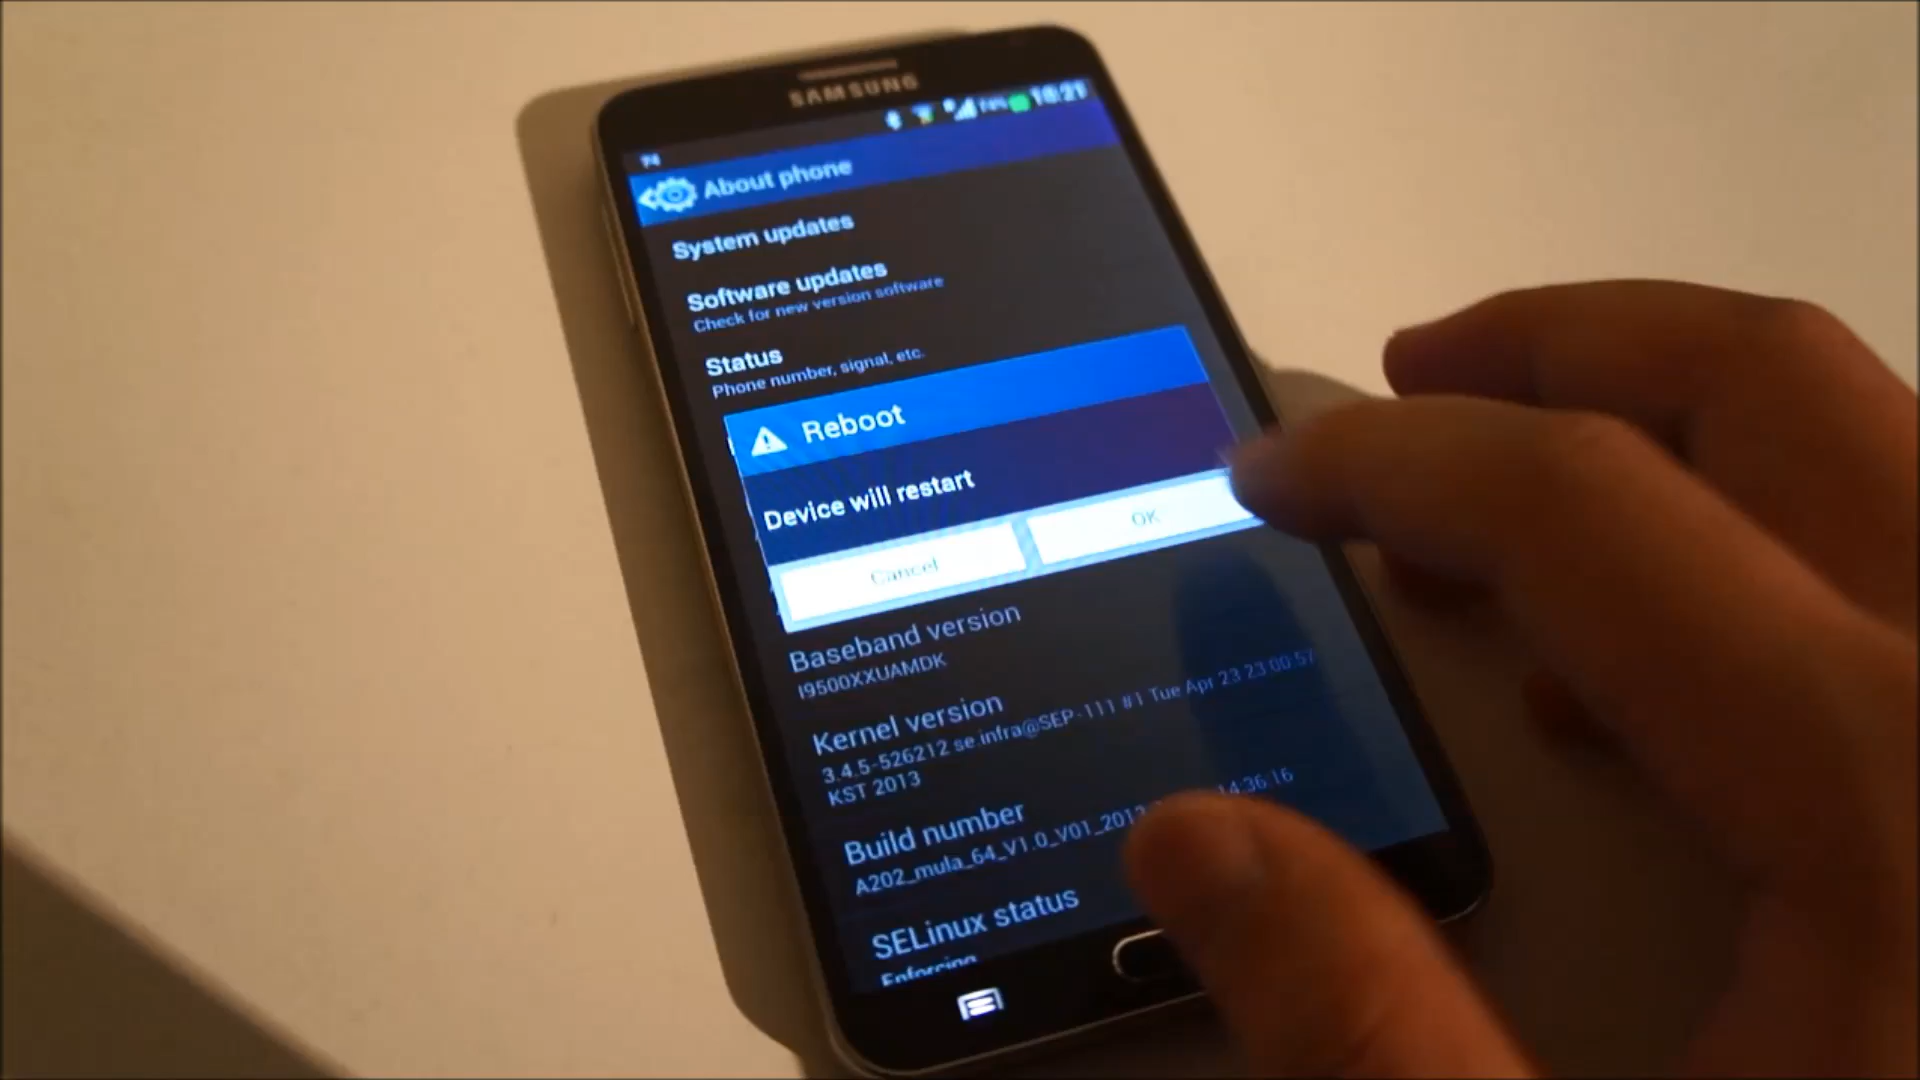 SAMSUNG
74
About phone
System updates
Software updates
Check for new version software
Status
Phone number, signal, etc.
Reboot
Device will restart
Cancel
OK
Baseband version
I9500XXUAMDK
Kernel version
3.4.5-526212 se.infra@SEP-111 #1 Tue Apr 23 23:00:57
KST 2013
Build number
A202_mula_64_V1.0_V01_2013 14:36:16
SELinux status
Enforcing